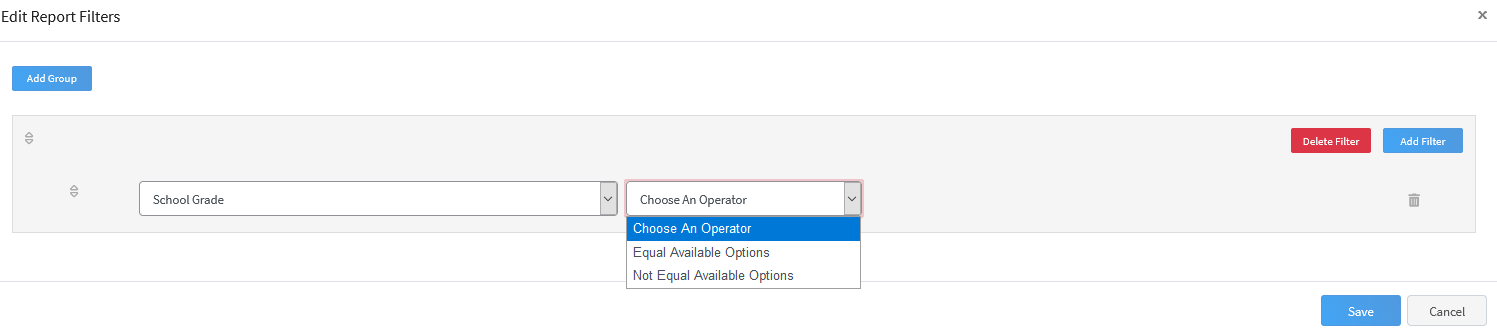 Edit Report Filters
×
Add Group
Delete Filter
Add Filter
School Grade
Choose An Operator
Choose An Operator
Equal Available Options
Not Equal Available Options
Save
Cancel